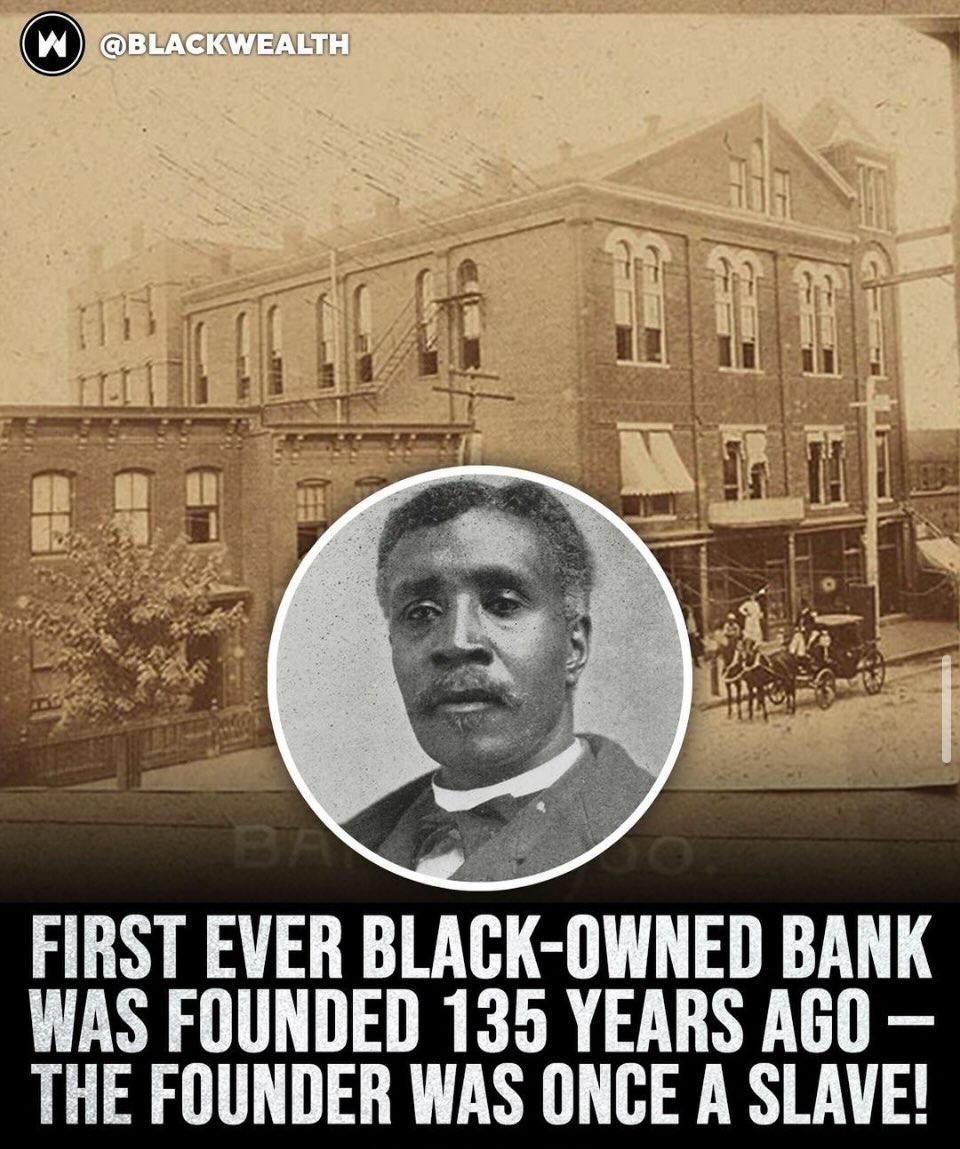 W @BLACKWEALTH
FIRST EVER BLACK-OWNED BANK
WAS FOUNDED 135 YEARS AGO –
THE FOUNDER WAS ONCE A SLAVE!